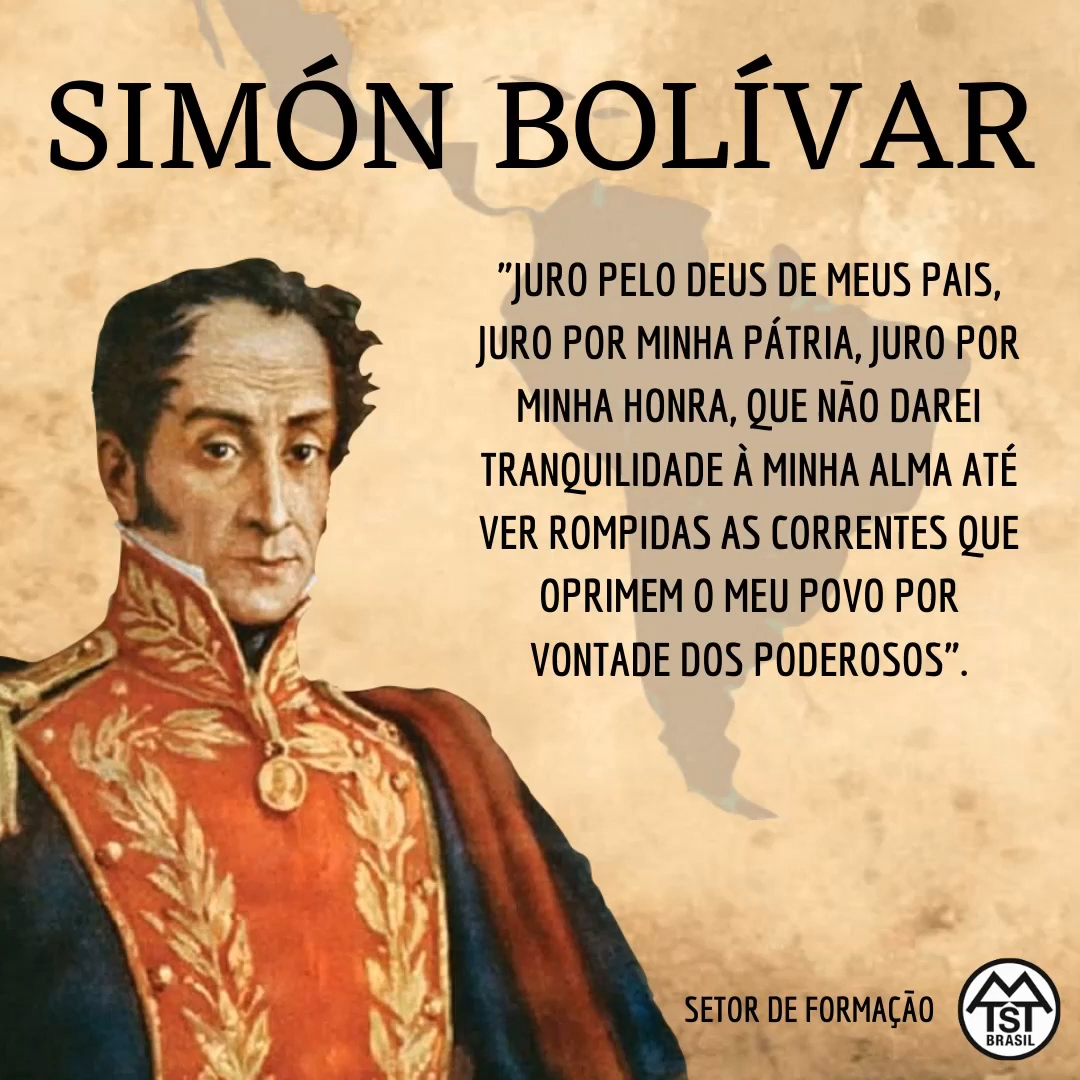 SIMÓN BOLÍVAR
"JURO PELO DEUS DE MEUS PAIS,
JURO POR MINHA PÁTRIA, JURO POR
MINHA HONRA, QUE NÃO DAREI
TRANQUILIDADE À MINHA ALMA ATÉ
VER ROMPIDAS AS CORRENTES QUE
OPRIMEM O MEU POVO POR
VONTADE DOS PODEROSOS".
SETOR DE FORMAÇÃO
MTST
BRASIL